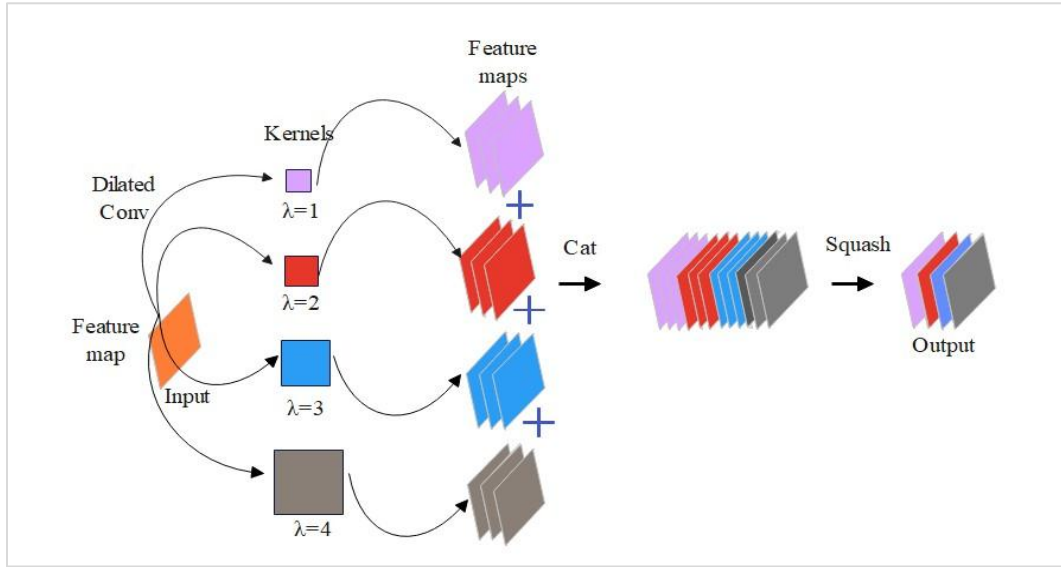 Feature
maps
Kernels
Dilated
Conv
λ=1
λ=2
Cat
Squash
Feature
map
Input
λ=3
Output
λ=4